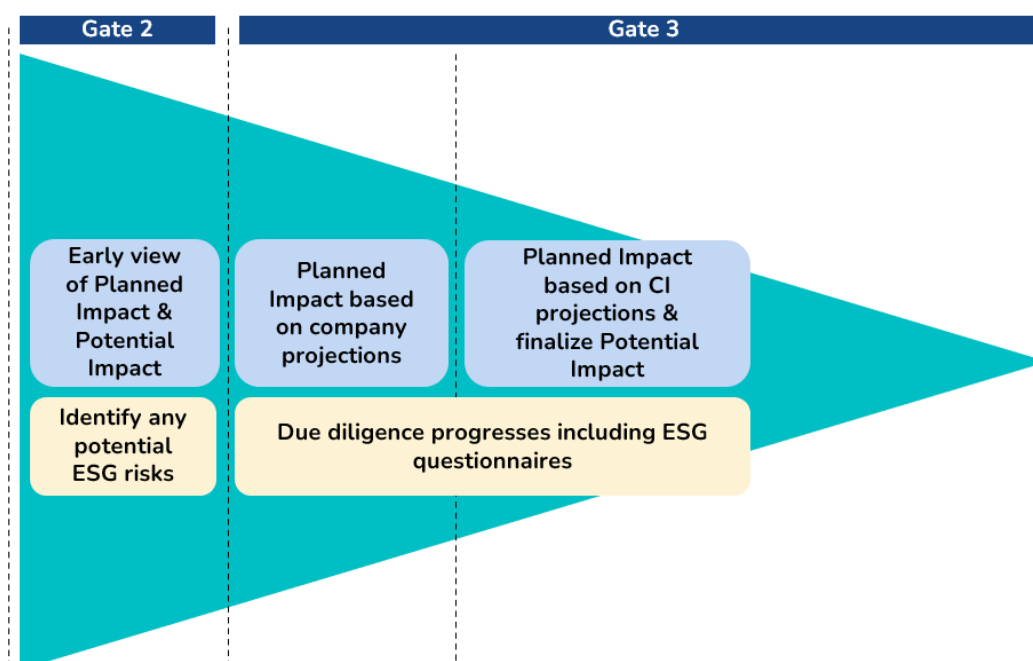 Gate 2
Gate 3
Early view
of Planned
Impact &
Potential
Impact
Planned
Impact based
on company
projections
Planned Impact
based on CI
projections &
finalize Potential
Impact
Identify any
potential
ESG risks
Due diligence progresses including ESG
questionnaires